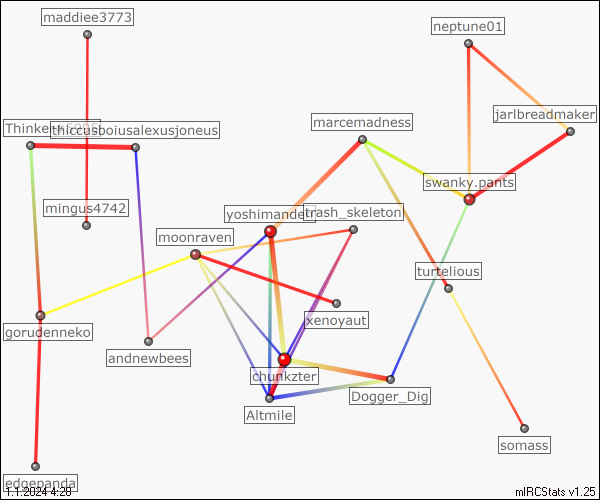 maddiee3773
neptune01
jarlbreadmaker
marcemadness
thiccusboiusalexusjoneus
swanky.pants
mingus4742
yoshimander
trash_skeleton
moonraven
turtelious
xenoyaut
gorudenneko
andnewbees
chunkzter
Dogger_Dig
Altmile
somass
edgepanda
1.1.2024 4:20
mIRCStats v1.25